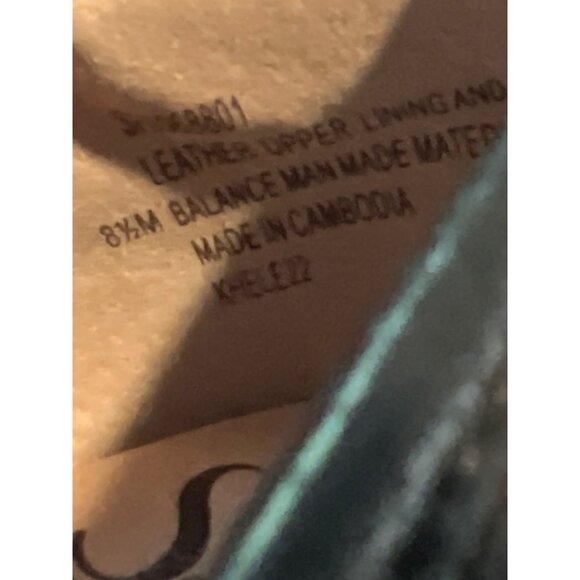 LEATHER UPPER LINING AND
8½M BALANCE MAN MADE MATER
MADE IN CAMBODIA
KHELE22